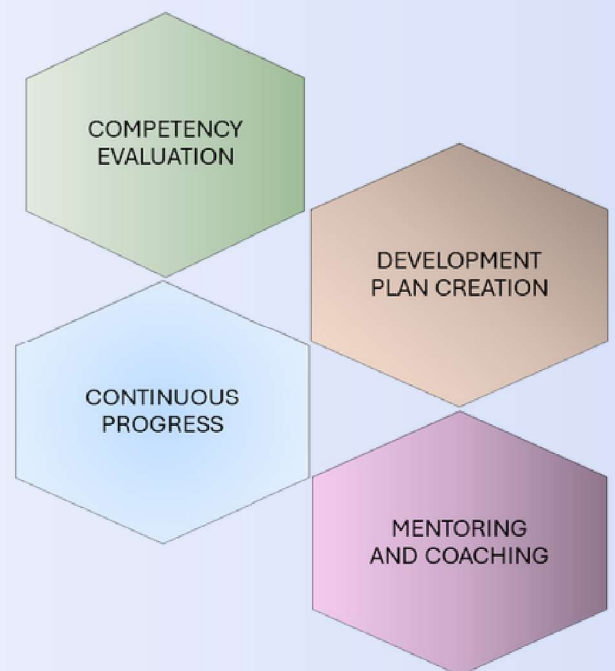 COMPETENCY
EVALUATION
DEVELOPMENT
PLAN CREATION
CONTINUOUS
PROGRESS
MENTORING
AND COACHING